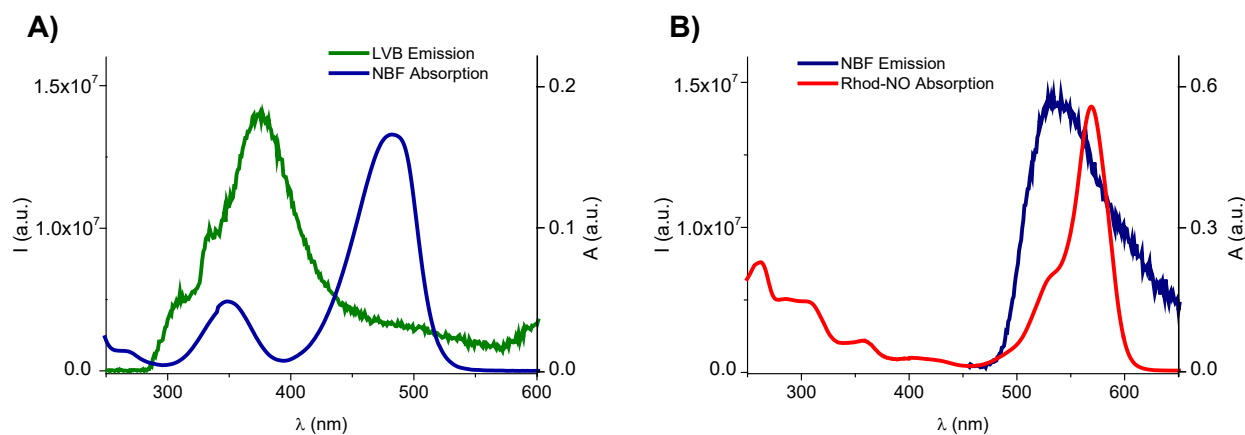 A)
LVB Emission
NBF Absorption
1.5x10⁷
1.0x10⁷
0.0
I (a.u.)
0.2
0.1
0.0
A (a.u.)
300 400 500 600
λ (nm)
B)
NBF Emission
Rhod-NO Absorption
1.5x10⁷
1.0x10⁷
0.0
I (a.u.)
0.6
0.3
0.0
A (a.u.)
300 400 500 600
λ (nm)